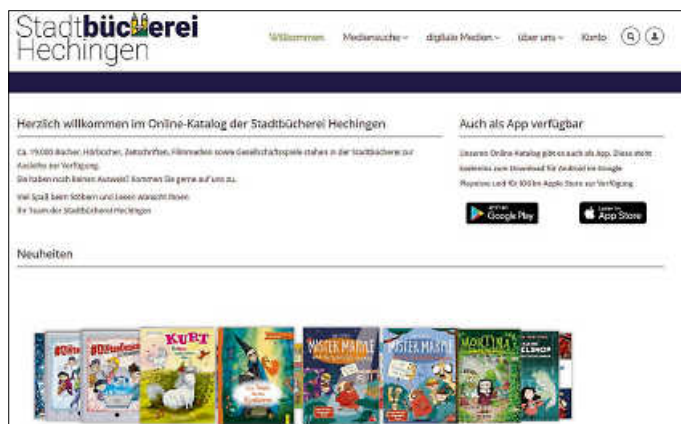 Stadtbücherei
Hechingen
Willkommen
Mediensuche
digitale Medien
über uns
Konto
Herzlich willkommen im Online-Katalog der Stadtbücherei Hechingen
Ca. 19.000 Bücher, Hörbücher, Zeitschriften, Filmmedien sowie Gesellschaftsspiele stehen in der Stadtbücherei zur
Ausleihe zur Verfügung.
Sie haben noch keinen Ausweis? Kommen Sie gerne auf uns zu.
Viel Spaß beim Stöbern und Lesen wünscht Ihnen
Ihr Team der Stadtbücherei Hechingen
Auch als App verfügbar
Unseren Online-Katalog gibt es auch als App. Diese steht
kostenlos zum Download für Android im Google
Playstore und für iOS im Apple Store zur Verfügung.
Google Play
App Store
Neuheiten
KURT
MISTER MARPLE
MISTER MARPLE
MORTINA